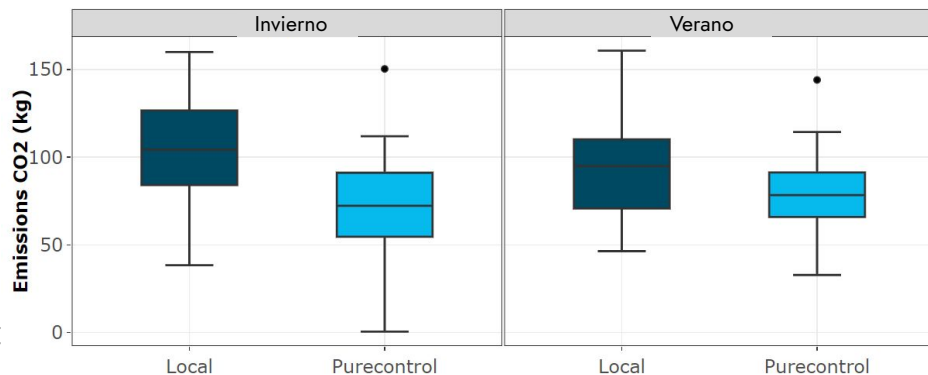 Invierno
Verano
Emissions CO2 (kg)
150
100
50
0
Local
Purecontrol
Local
Purecontrol